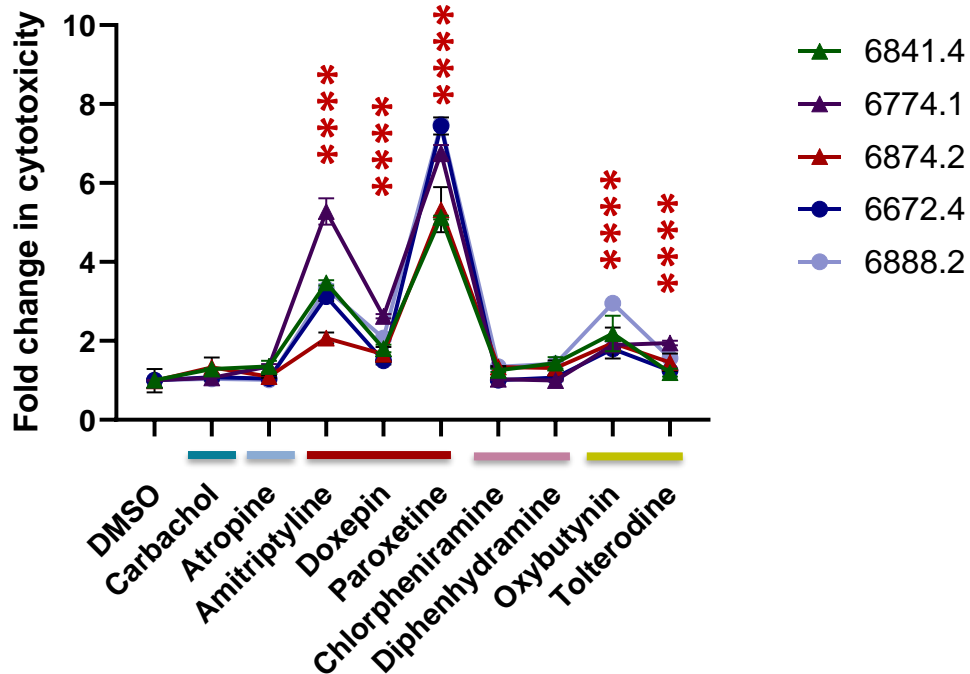 Fold change in cytotoxicity
10
8
6
4
2
0
****
****
****
****
****
DMSO
Carbachol
Atropine
Amitriptyline
Doxepin
Paroxetine
Chlorpheniramine
Diphenhydramine
Oxybutynin
Tolterodine
6841.4
6774.1
6874.2
6672.4
6888.2